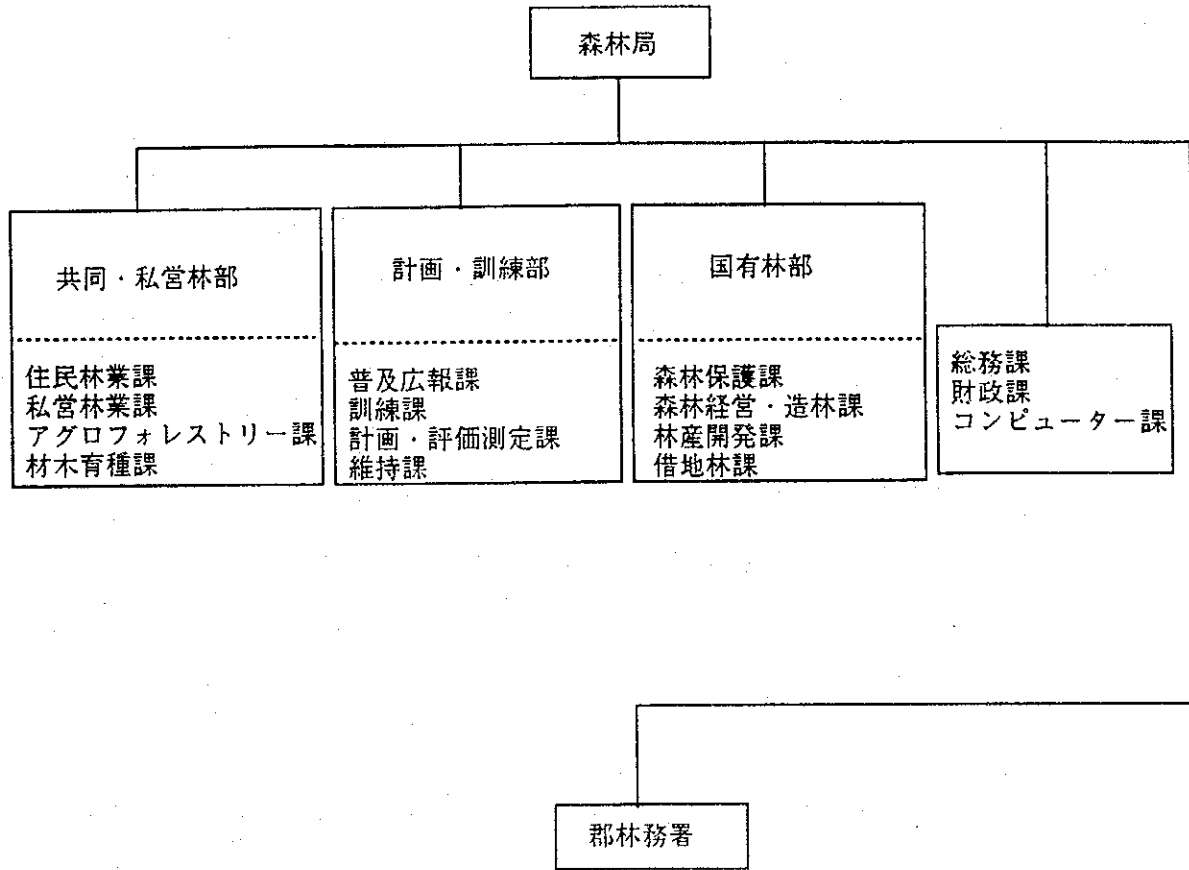 森林局
共同・私営林部
住民林業課
私営林業課
アグロフォレストリー課
材木育種課
計画・訓練部
普及広報課
訓練課
計画・評価測定課
維持課
国有林部
森林保護課
森林経営・造林課
林産開発課
借地林課
総務課
財政課
コンピューター課
郡林務署